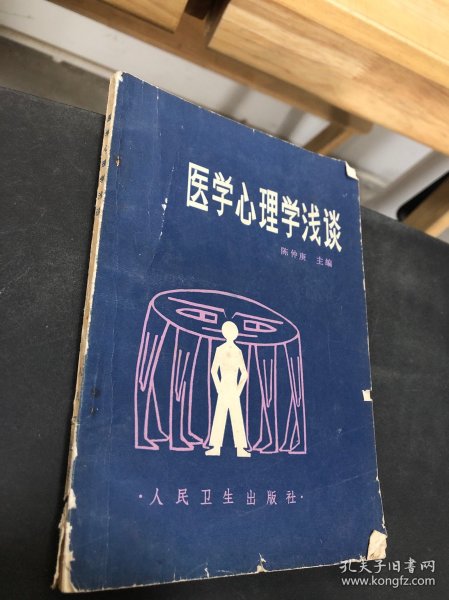 医学心理学浅谈
陈仲庚 主编
·人民卫生出版社·
孔夫子旧书网
www.kongfz.com